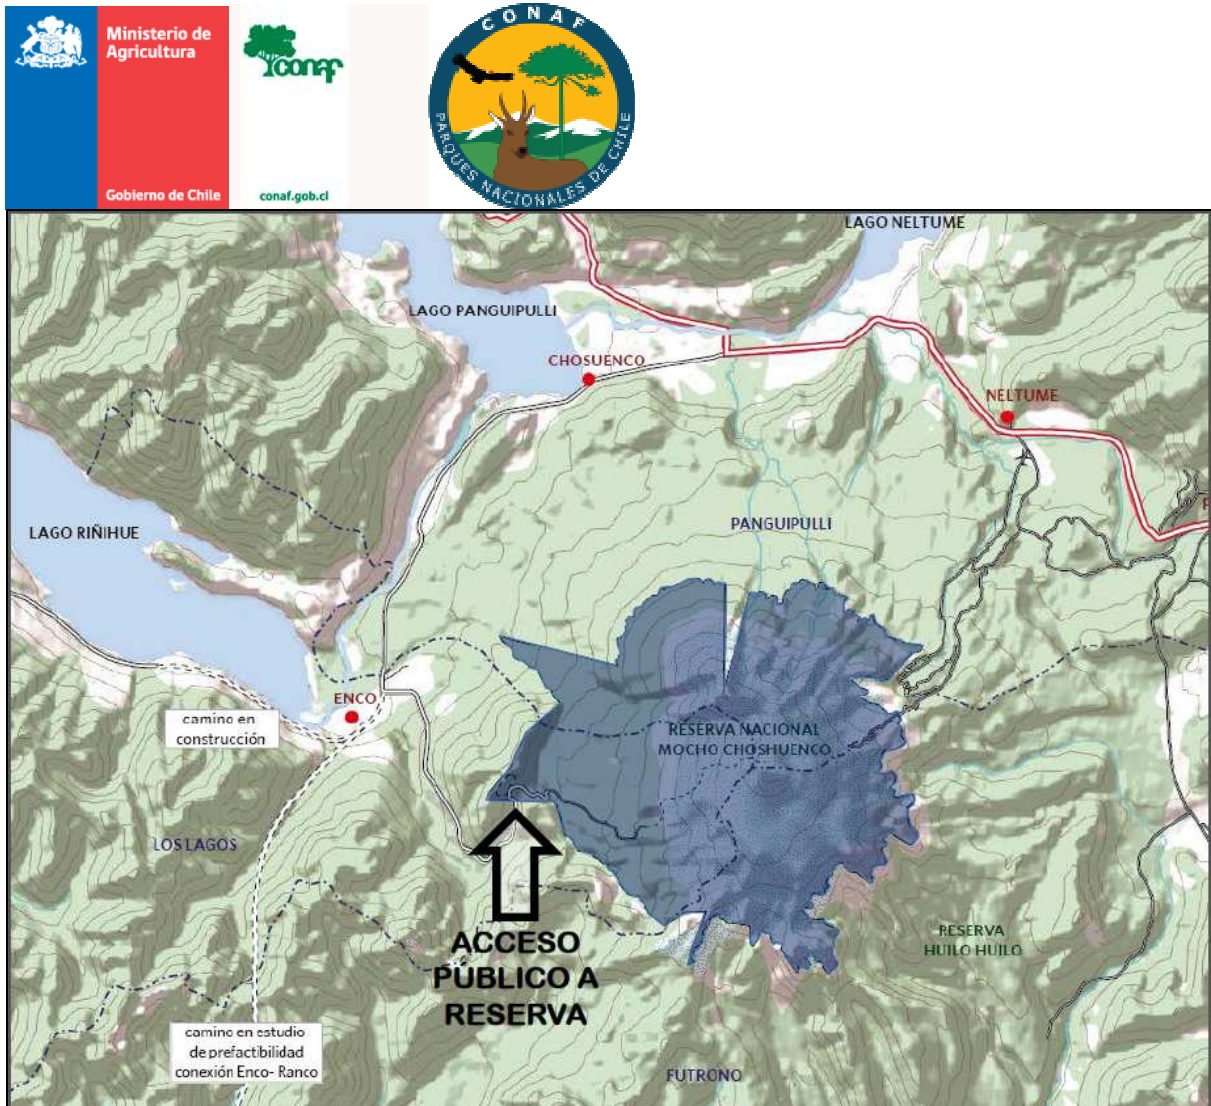 Ministerio de
Agricultura
Gobierno de Chile
conaf
conaf.gob.cl
CONAF
PARQUES NACIONALES DE CHILE
LAGO NELTUME
LAGO PANGUIPULLI
CHOSUENCO
NELTUME
LAGO RIÑIHUE
PANGUIPULLI
ENCO
camino en
construcción
RESERVA NACIONAL
MOCHO CHOSHUENCO
LOS LAGOS
ACCESO
PÚBLICO A
RESERVA
RESERVA
HUILO HUILO
camino en estudio
de prefactibilidad
conexión Enco- Ranco
FUTRONO